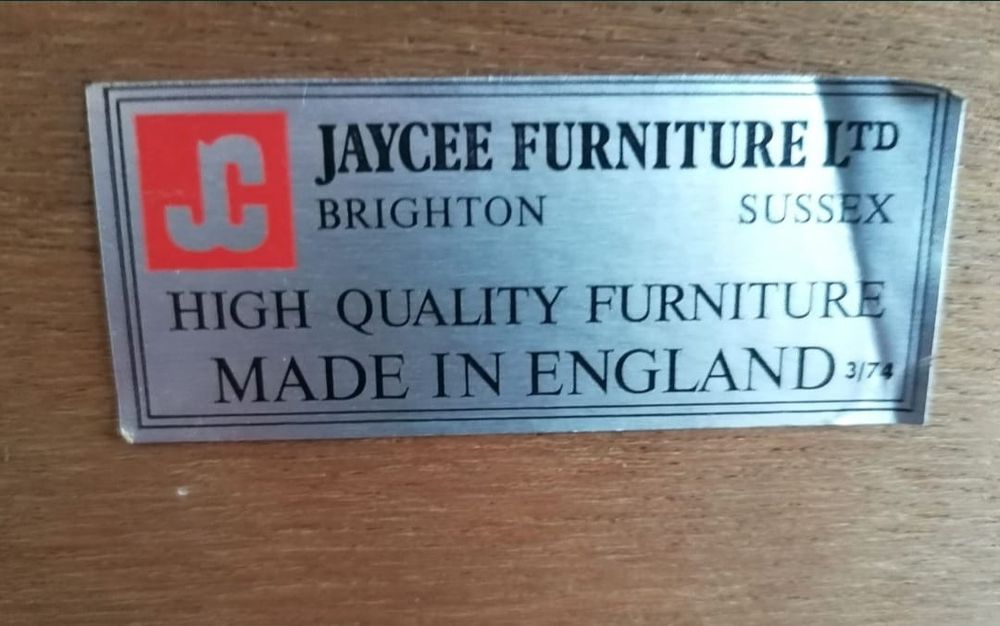 JC
JAYCEE FURNITURE LTD
BRIGHTON SUSSEX
HIGH QUALITY FURNITURE
MADE IN ENGLAND 3/74